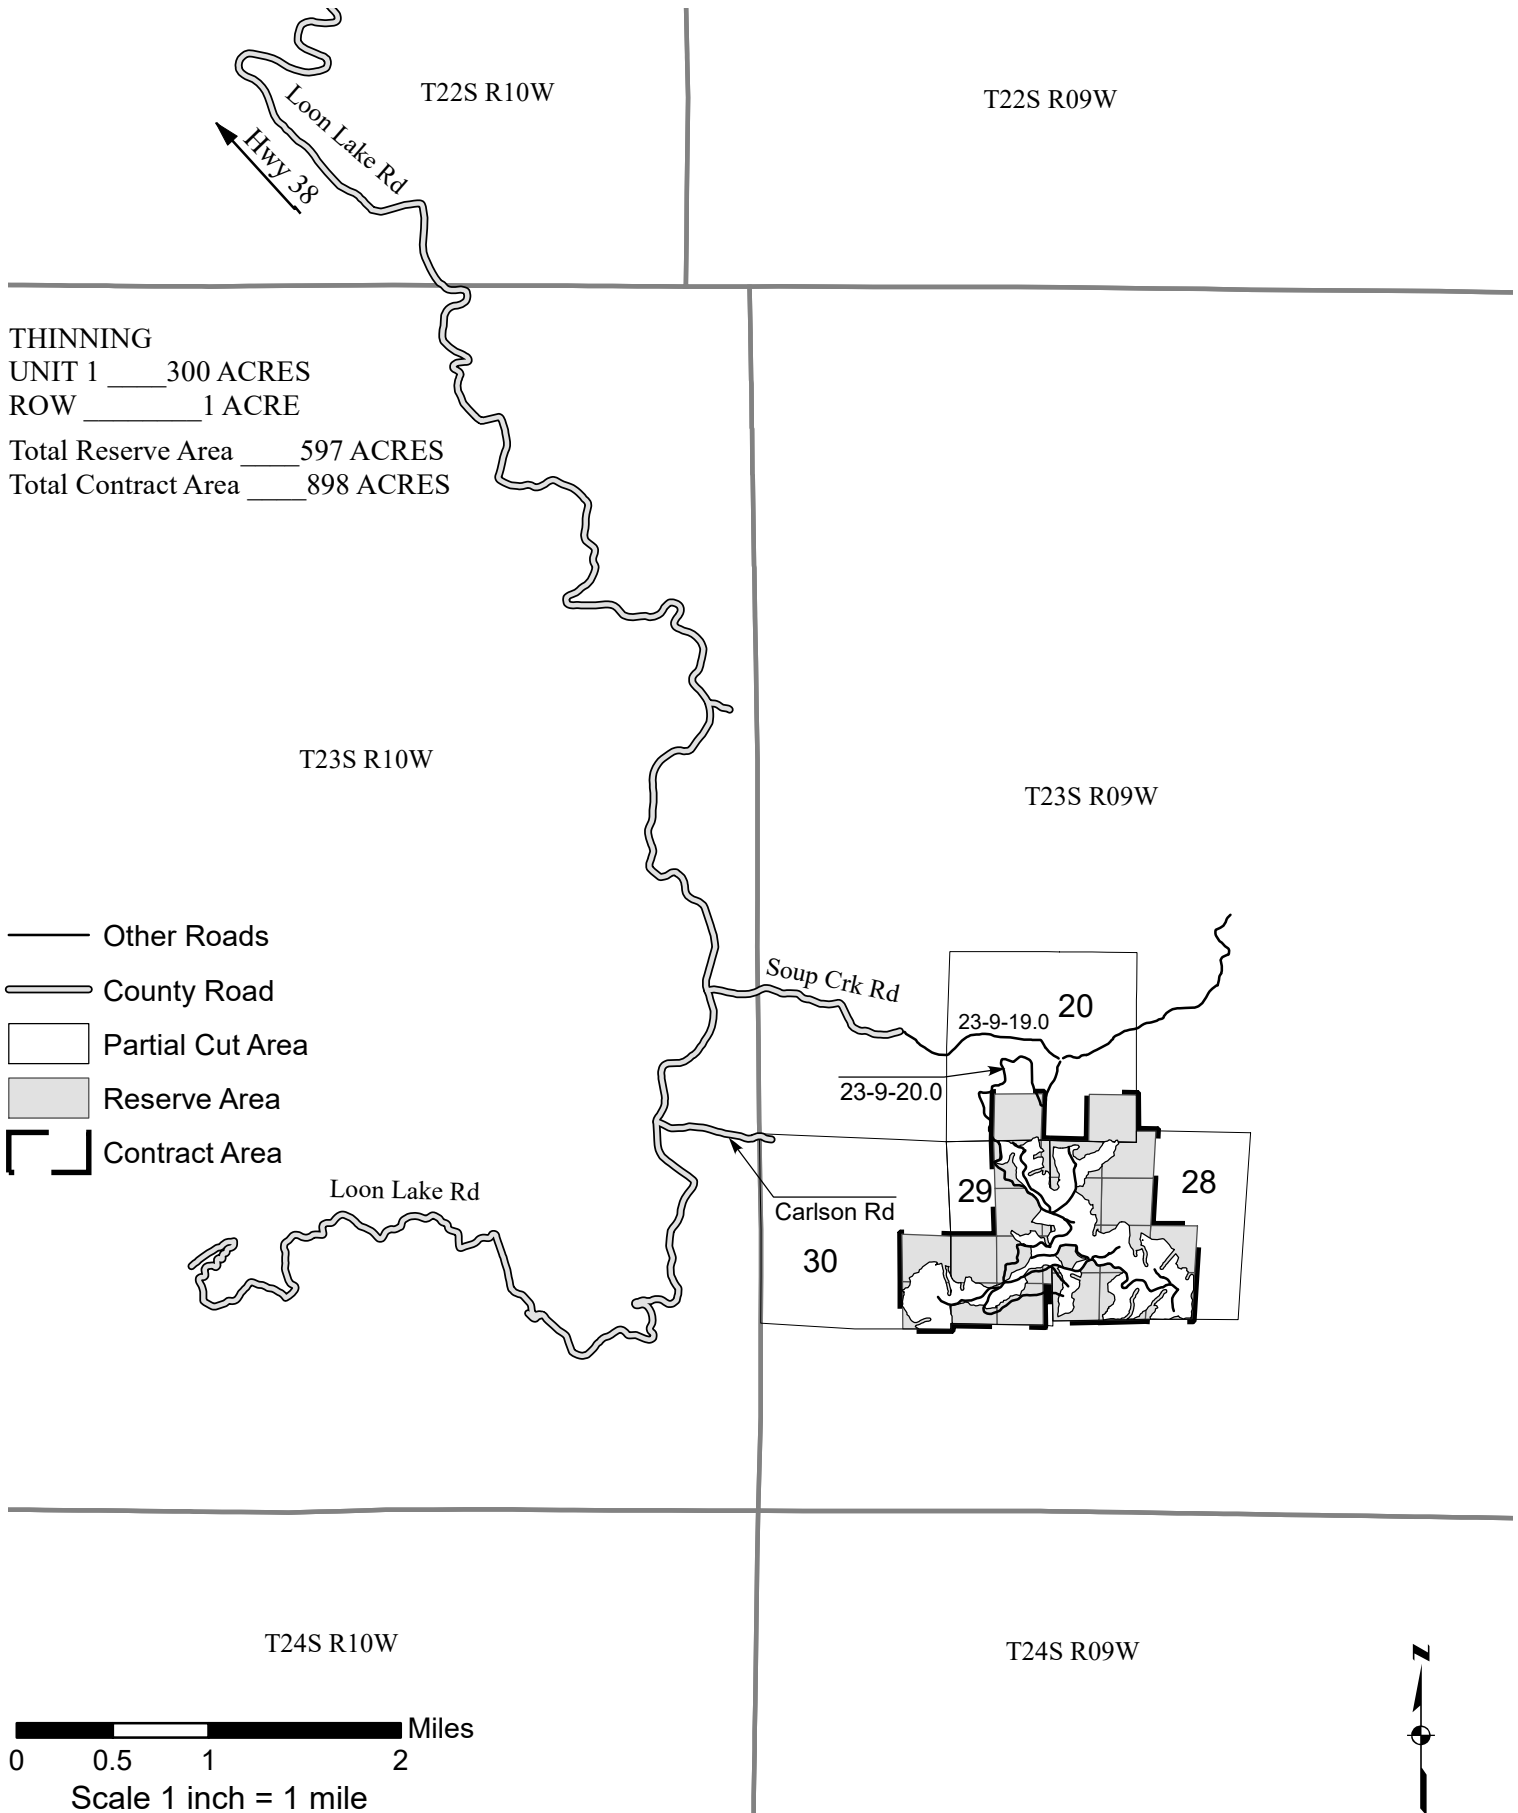 T22S R10W
T22S R09W
Loon Lake Rd
Hwy 38
THINNING
UNIT 1 ____300 ACRES
ROW ________1 ACRE
Total Reserve Area ____597 ACRES
Total Contract Area ____898 ACRES
T23S R10W
T23S R09W
Other Roads
County Road
Partial Cut Area
Reserve Area
Contract Area
Soup Crk Rd
23-9-19.0
20
23-9-20.0
29
28
Loon Lake Rd
Carlson Rd
30
T24S R10W
T24S R09W
N
Miles
0 0.5 1 2
Scale 1 inch = 1 mile